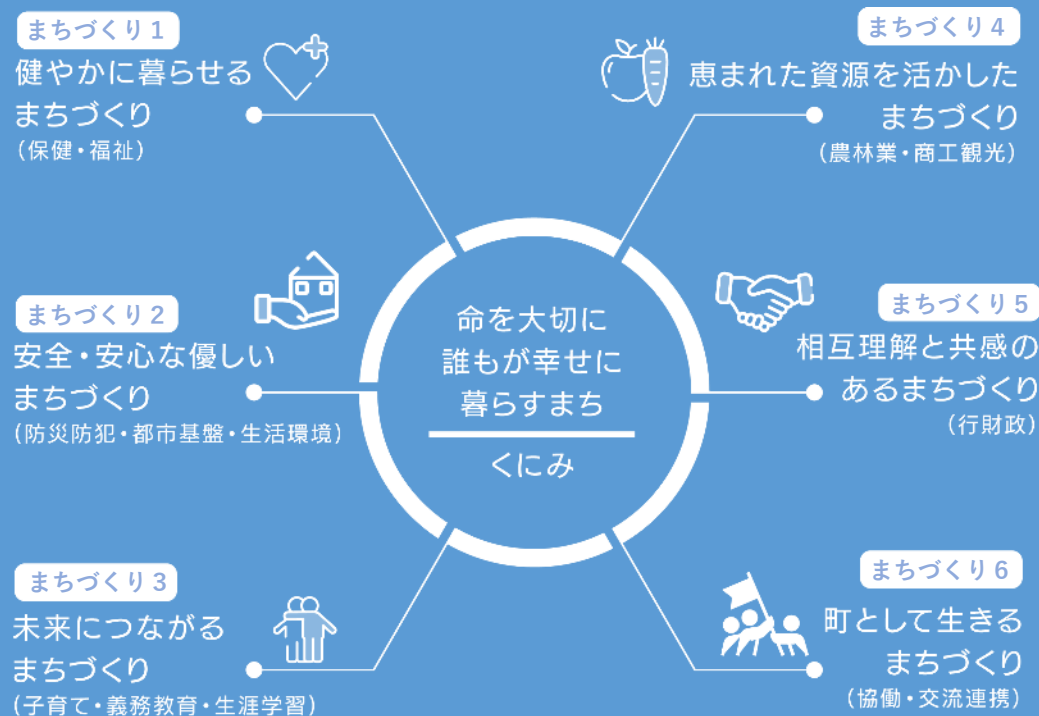 まちづくり1
健やかに暮らせる
まちづくり
(保健・福祉)
まちづくり2
安全・安心な優しい
まちづくり
(防災防犯・都市基盤・生活環境)
まちづくり3
未来につながる
まちづくり
(子育て・義務教育・生涯学習)
命を大切に
誰もが幸せに
暮らすまち
くにみ
まちづくり4
恵まれた資源を活かした
まちづくり
(農林業・商工観光)
まちづくり5
相互理解と共感の
あるまちづくり
(行財政)
まちづくり6
町として生きる
まちづくり
(協働・交流連携)